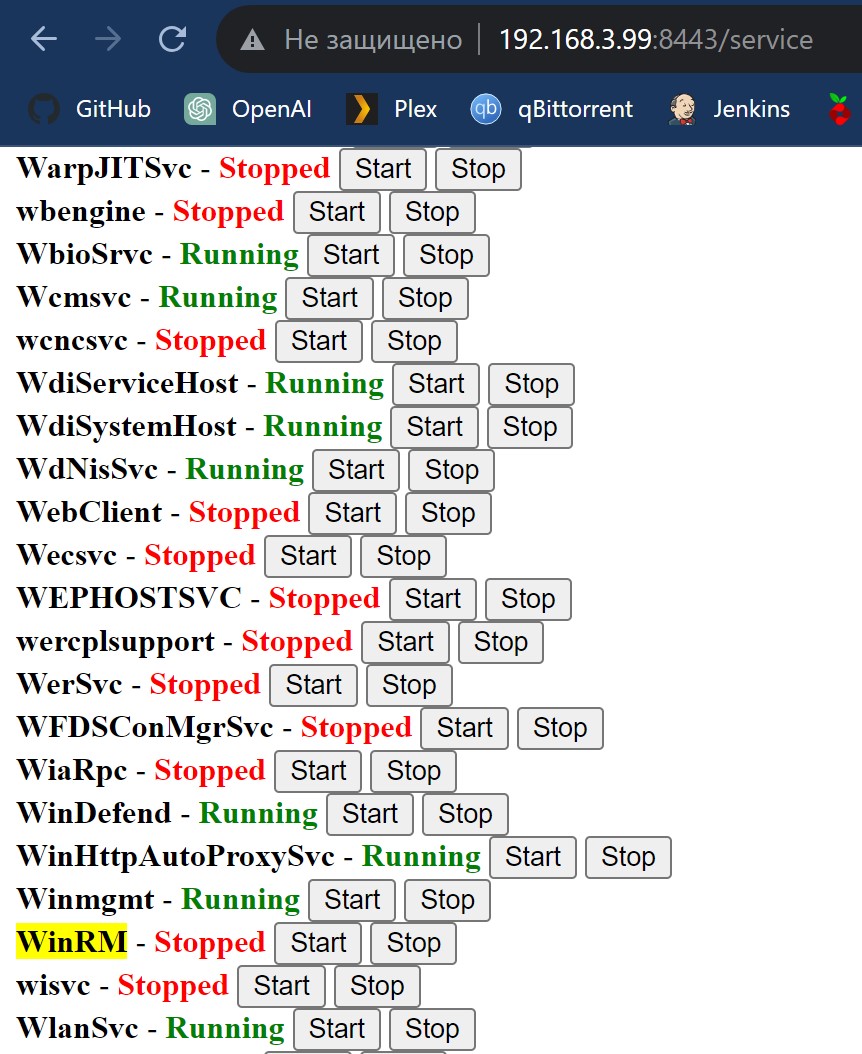 Не защищено 192.168.3.99:8443/service
GitHub OpenAI Plex qb qBittorrent Jenkins
WarpJITSvc - Stopped Start Stop
wbengine - Stopped Start Stop
WbioSrvc - Running Start Stop
Wcmsvc - Running Start Stop
wcncsvc - Stopped Start Stop
WdiServiceHost - Running Start Stop
WdiSystemHost - Running Start Stop
WdNisSvc - Running Start Stop
WebClient - Stopped Start Stop
Wecsvc - Stopped Start Stop
WEPHOSTSVC - Stopped Start Stop
wercplsupport - Stopped Start Stop
WerSvc - Stopped Start Stop
WFDSConMgrSvc - Stopped Start Stop
WiaRpc - Stopped Start Stop
WinDefend - Running Start Stop
WinHttpAutoProxySvc - Running Start Stop
Winmgmt - Running Start Stop
WinRM - Stopped Start Stop
wisvc - Stopped Start Stop
WlanSvc - Running Start Stop